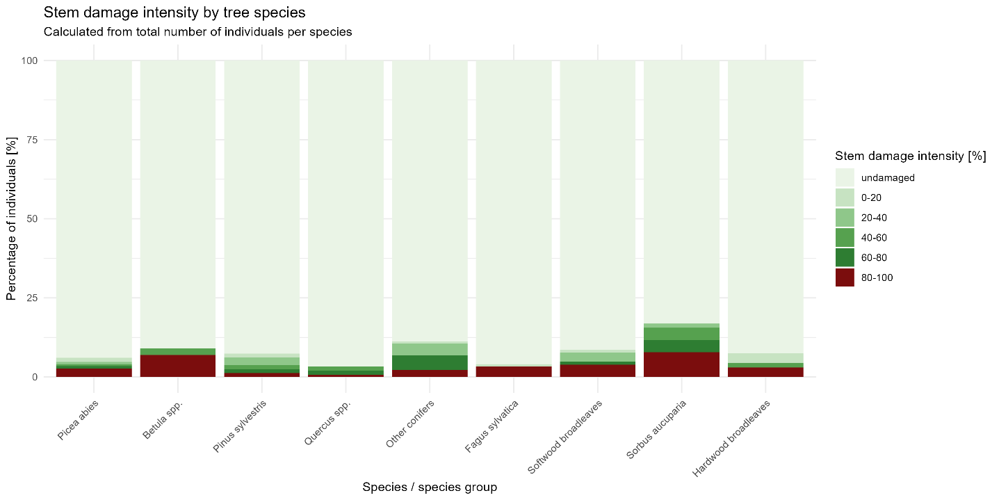 Stem damage intensity by tree species
Calculated from total number of individuals per species
Percentage of individuals [%]
100
75
50
25
0
Picea abies
Betula spp.
Pinus sylvestris
Quercus spp.
Other conifers
Fagus sylvatica
Softwood broadleaves
Sorbus aucuparia
Hardwood broadleaves
Species / species group
Stem damage intensity [%]
undamaged
0-20
20-40
40-60
60-80
80-100